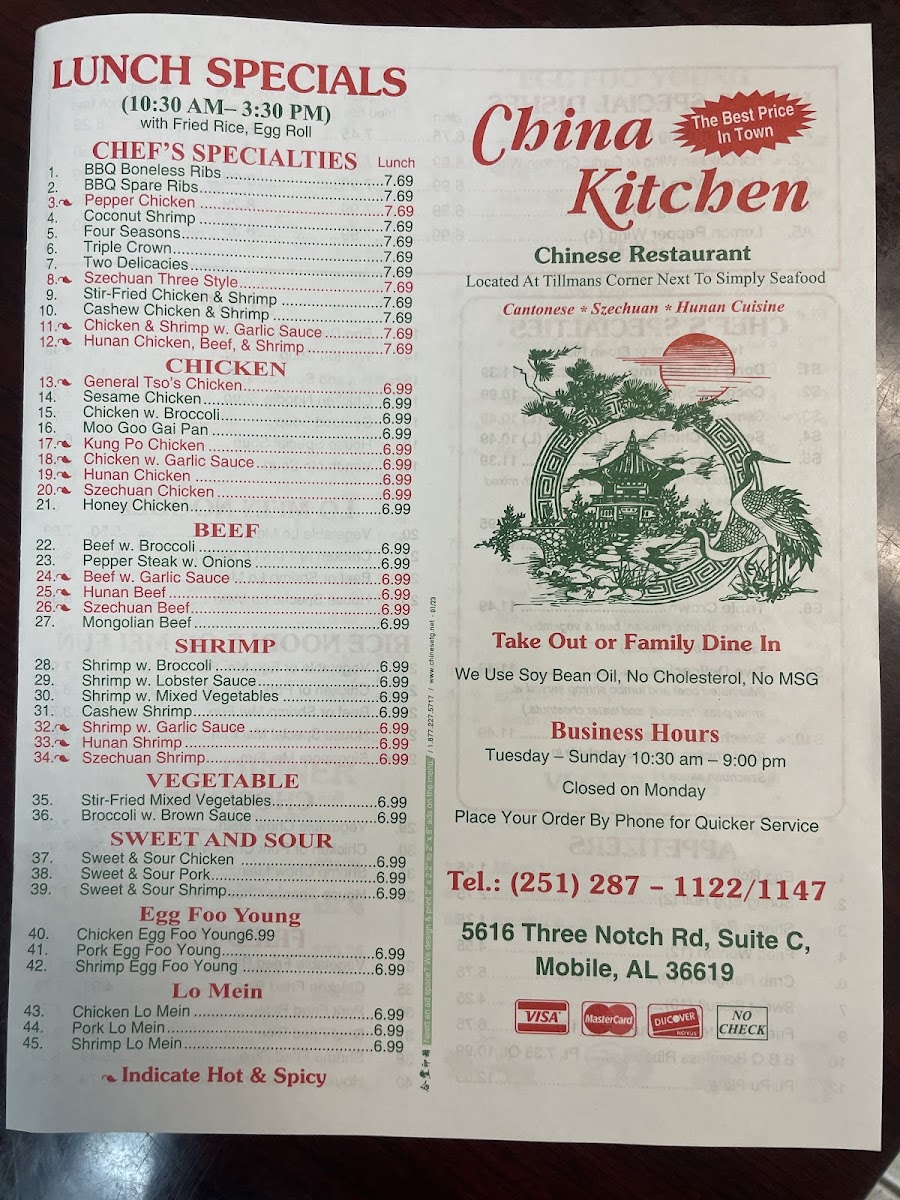 LUNCH SPECIALS
(10:30 AM– 3:30 PM)
with Fried Rice, Egg Roll
CHEF'S SPECIALTIES Lunch
1. BBQ Boneless Ribs 7.69
2. BBQ Spare Ribs 7.69
3. Pepper Chicken 7.69
4. Coconut Shrimp 7.69
5. Four Seasons 7.69
6. Triple Crown 7.69
7. Two Delicacies 7.69
8. Szechuan Three Style 7.69
9. Stir-Fried Chicken & Shrimp 7.69
10. Cashew Chicken & Shrimp 7.69
11. Chicken & Shrimp w. Garlic Sauce 7.69
12. Hunan Chicken, Beef, & Shrimp 7.69
CHICKEN
13. General Tso's Chicken 6.99
14. Sesame Chicken 6.99
15. Chicken w. Broccoli 6.99
16. Moo Goo Gai Pan 6.99
17. Kung Po Chicken 6.99
18. Chicken w. Garlic Sauce 6.99
19. Hunan Chicken 6.99
20. Szechuan Chicken 6.99
21. Honey Chicken 6.99
BEEF
22. Beef w. Broccoli 6.99
23. Pepper Steak w. Onions 6.99
24. Beef w. Garlic Sauce 6.99
25. Hunan Beef 6.99
26. Szechuan Beef 6.99
27. Mongolian Beef 6.99
SHRIMP
28. Shrimp w. Broccoli 6.99
29. Shrimp w. Lobster Sauce 6.99
30. Shrimp w. Mixed Vegetables 6.99
31. Cashew Shrimp 6.99
32. Shrimp w. Garlic Sauce 6.99
33. Hunan Shrimp 6.99
34. Szechuan Shrimp 6.99
VEGETABLE
35. Stir-Fried Mixed Vegetables 6.99
36. Broccoli w. Brown Sauce 6.99
SWEET AND SOUR
37. Sweet & Sour Chicken 6.99
38. Sweet & Sour Pork 6.99
39. Sweet & Sour Shrimp 6.99
Egg Foo Young
40. Chicken Egg Foo Young6.99
41. Pork Egg Foo Young 6.99
42. Shrimp Egg Foo Young 6.99
Lo Mein
43. Chicken Lo Mein 6.99
44. Pork Lo Mein 6.99
45. Shrimp Lo Mein 6.99
Indicate Hot & Spicy
China
Kitchen
The Best Price
In Town
Chinese Restaurant
Located At Tillmans Corner Next To Simply Seafood
Cantonese * Szechuan * Hunan Cuisine
Take Out or Family Dine In
We Use Soy Bean Oil, No Cholesterol, No MSG
Business Hours
Tuesday – Sunday 10:30 am – 9:00 pm
Closed on Monday
Place Your Order By Phone for Quicker Service
Tel.: (251) 287 – 1122/1147
5616 Three Notch Rd, Suite C,
Mobile, AL 36619
VISA
MasterCard
DISCOVER
NOVUS
NO
CHECK
/ 1.877.227.5717 / www.chinesetg.net - 01/23